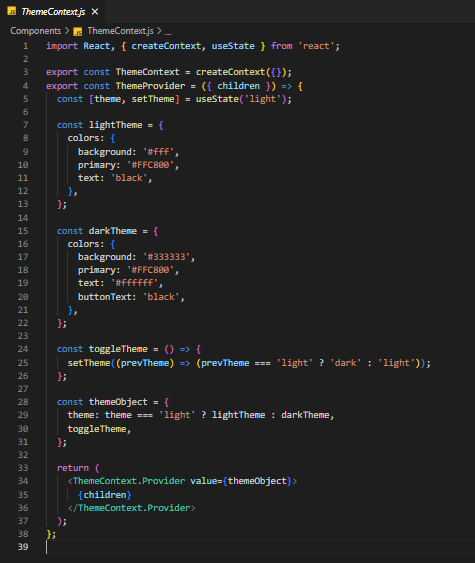 JS ThemeContext.js ×
Components > JS ThemeContext.js > ...
1 import React, { createContext, useState } from 'react';
2
3 export const ThemeContext = createContext({});
4 export const ThemeProvider = ({ children }) => {
5   const [theme, setTheme] = useState('light');
6
7   const lightTheme = {
8     colors: {
9       background: '#fff',
10       primary: '#FFC800',
11       text: 'black',
12     },
13   };
14
15   const darkTheme = {
16     colors: {
17       background: '#333333',
18       primary: '#FFC800',
19       text: '#ffffff',
20       buttonText: 'black',
21     },
22   };
23
24   const toggleTheme = () => {
25     setTheme((prevTheme) => (prevTheme === 'light' ? 'dark' : 'light'));
26   };
27
28   const themeObject = {
29     theme: theme === 'light' ? lightTheme : darkTheme,
30     toggleTheme,
31   };
32
33   return (
34     <ThemeContext.Provider value={themeObject}>
35       {children}
36     </ThemeContext.Provider>
37   );
38 };
39